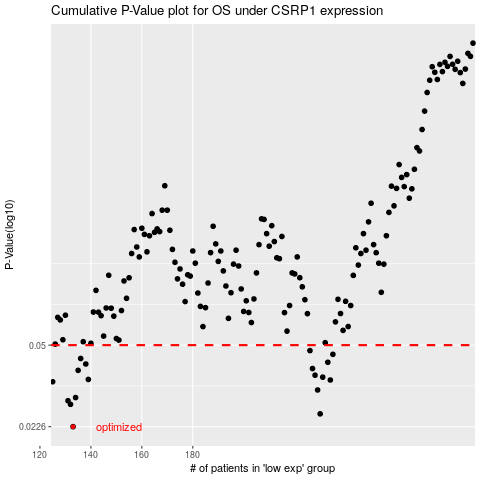 Cumulative P-Value plot for OS under CSRP1 expression
P-Value(log10)
0.05
0.0226
optimized
120 140 160 180
# of patients in 'low exp' group